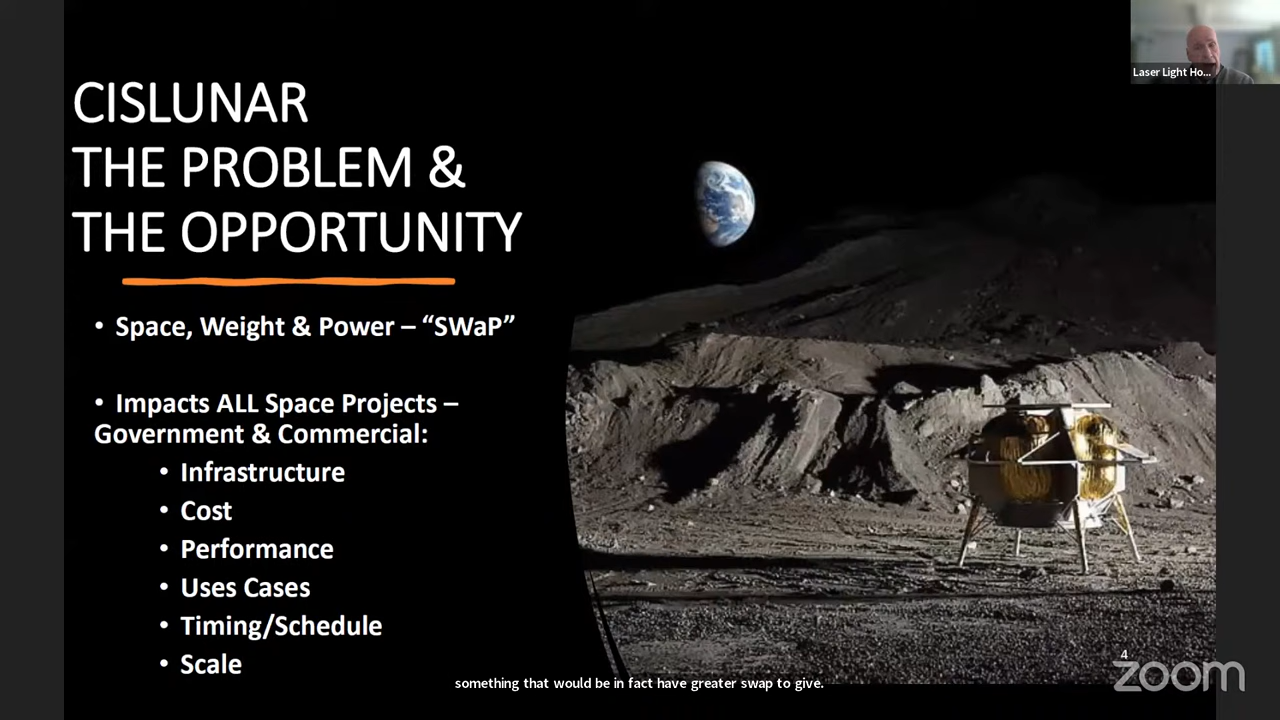 Laser Light Ho...
CISLUNAR
THE PROBLEM &
THE OPPORTUNITY
• Space, Weight & Power – “SWaP”
• Impacts ALL Space Projects –
Government & Commercial:
• Infrastructure
• Cost
• Performance
• Uses Cases
• Timing/Schedule
• Scale
4
zoom
something that would be in fact have greater swap to give.